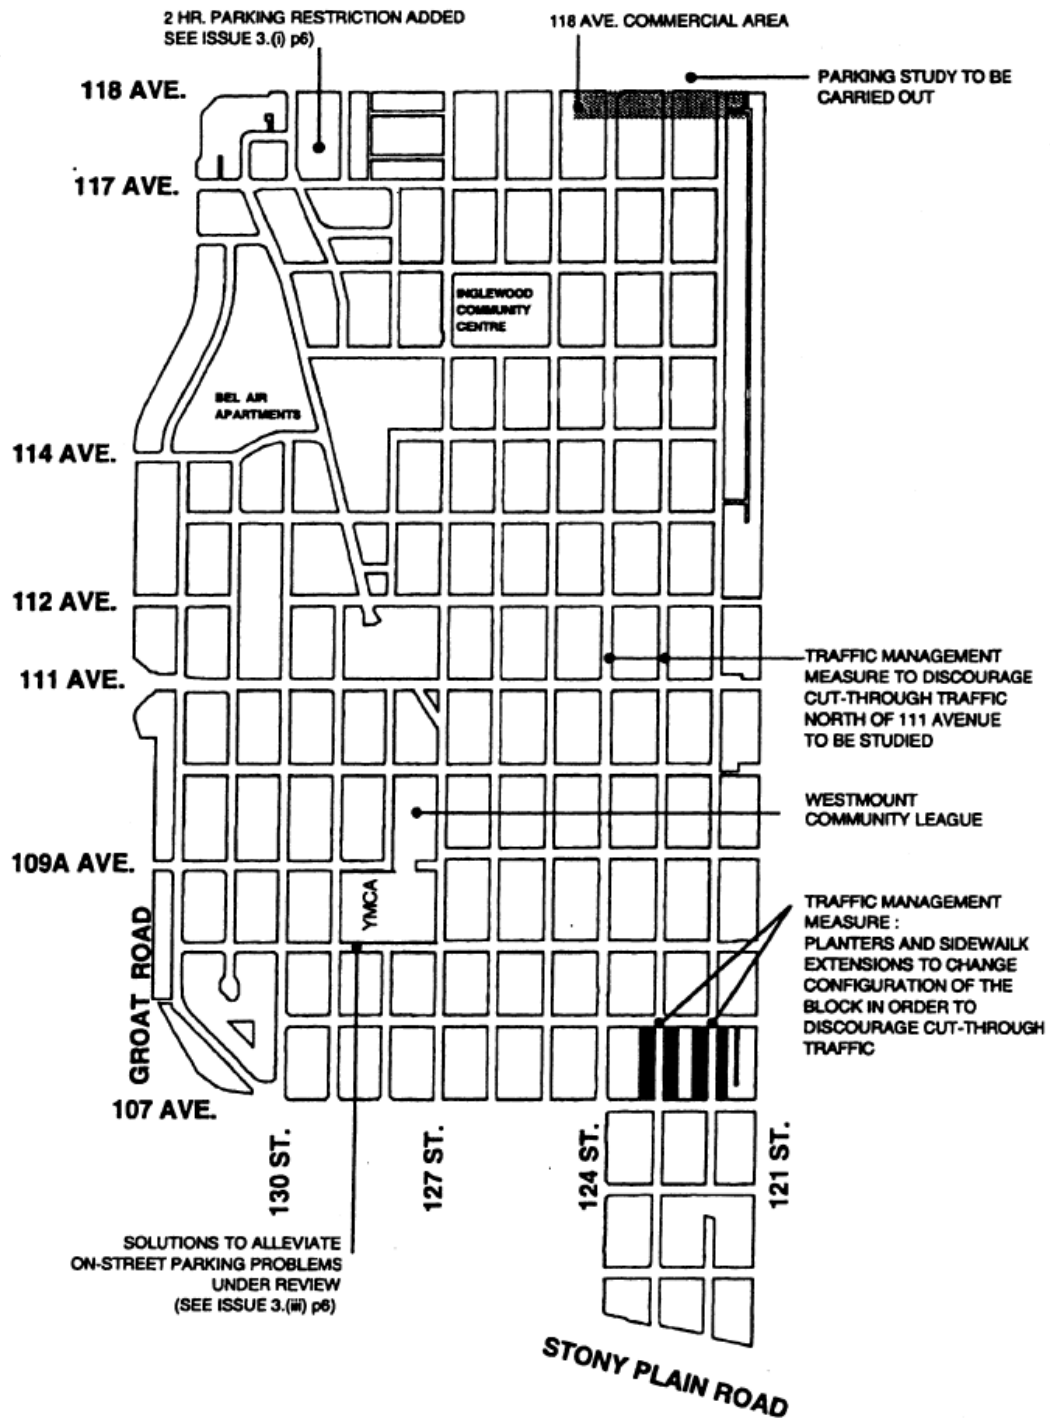 2 HR. PARKING RESTRICTION ADDED
SEE ISSUE 3.(i) p6)
118 AVE. COMMERCIAL AREA
PARKING STUDY TO BE
CARRIED OUT
118 AVE.
117 AVE.
INGLEWOOD
COMMUNITY
CENTRE
BEL AIR
APARTMENTS
114 AVE.
112 AVE.
TRAFFIC MANAGEMENT
MEASURE TO DISCOURAGE
CUT-THROUGH TRAFFIC
NORTH OF 111 AVENUE
TO BE STUDIED
111 AVE.
WESTMOUNT
COMMUNITY LEAGUE
109A AVE.
YMCA
TRAFFIC MANAGEMENT
MEASURE :
PLANTERS AND SIDEWALK
EXTENSIONS TO CHANGE
CONFIGURATION OF THE
BLOCK IN ORDER TO
DISCOURAGE CUT-THROUGH
TRAFFIC
GROAT ROAD
107 AVE.
130 ST.
127 ST.
124 ST.
121 ST.
SOLUTIONS TO ALLEVIATE
ON-STREET PARKING PROBLEMS
UNDER REVIEW
(SEE ISSUE 3.(iii) p6)
STONY PLAIN ROAD